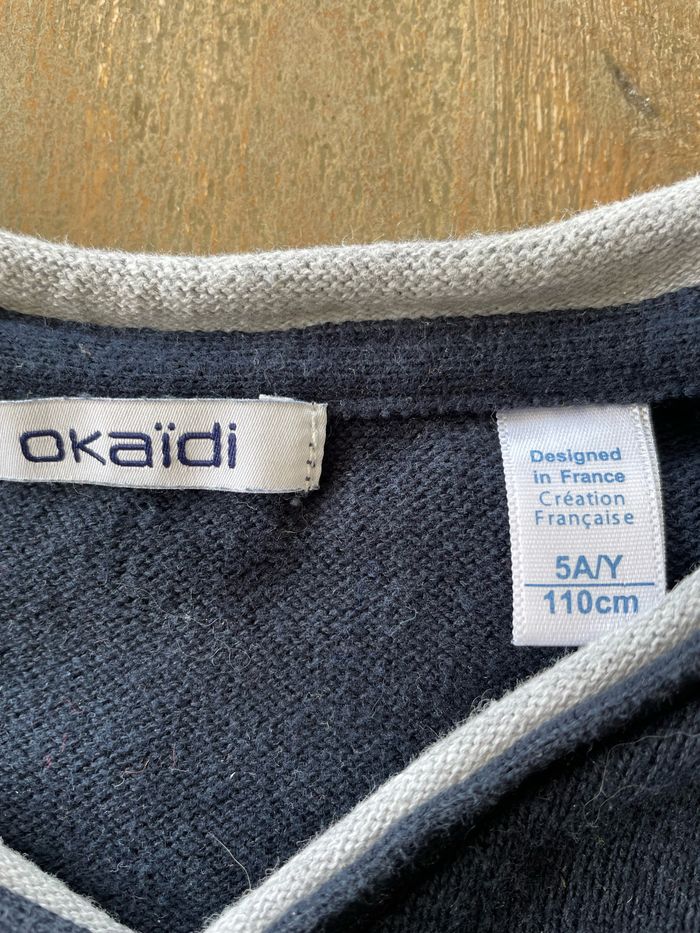 okaïdi
Designed
in France
Création
Française
5A/Y
110cm